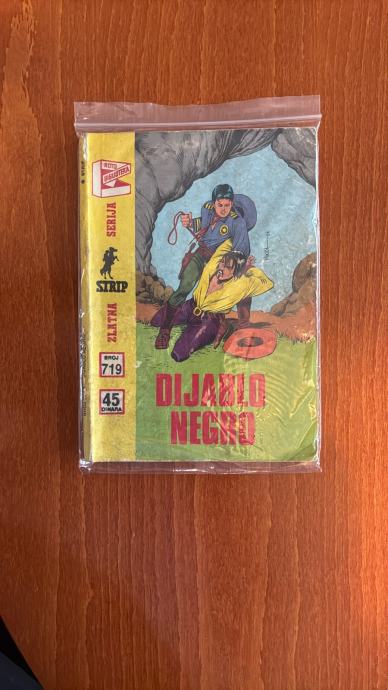 ZLATNA SERIJA
STRIP
BROJ
719
45
DINARA
DIJABLO
NEGRO